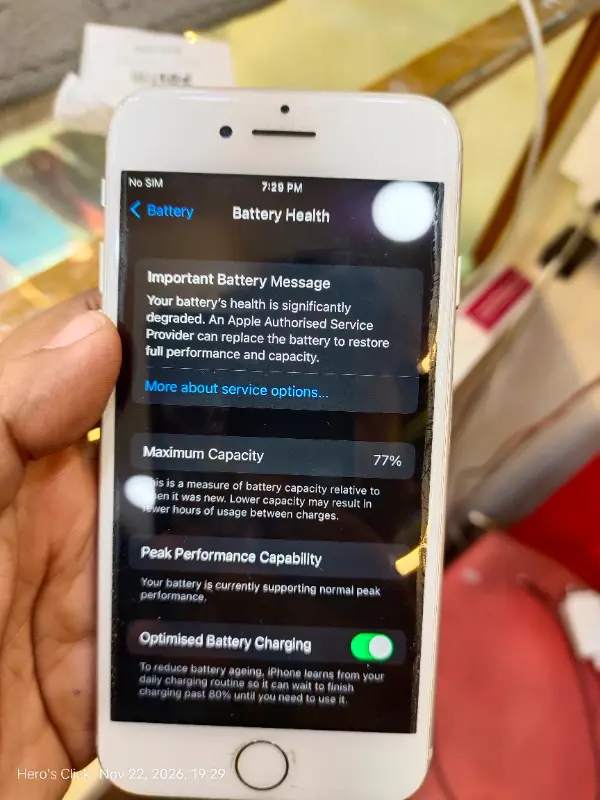 No SIM
7:29 PM
Battery
Battery Health
Important Battery Message
Your battery's health is significantly
degraded. An Apple Authorised Service
Provider can replace the battery to restore
full performance and capacity.
More about service options...
Maximum Capacity 77%
is is a measure of battery capacity relative to
en it was new. Lower capacity may result in
fewer hours of usage between charges.
Peak Performance Capability
Your battery is currently supporting normal peak
performance.
Optimised Battery Charging
To reduce battery ageing, iPhone learns from your
daily charging routine so it can wait to finish
charging past 80% until you need to use it.
Hero's Click, Nov 22, 2026, 19:29